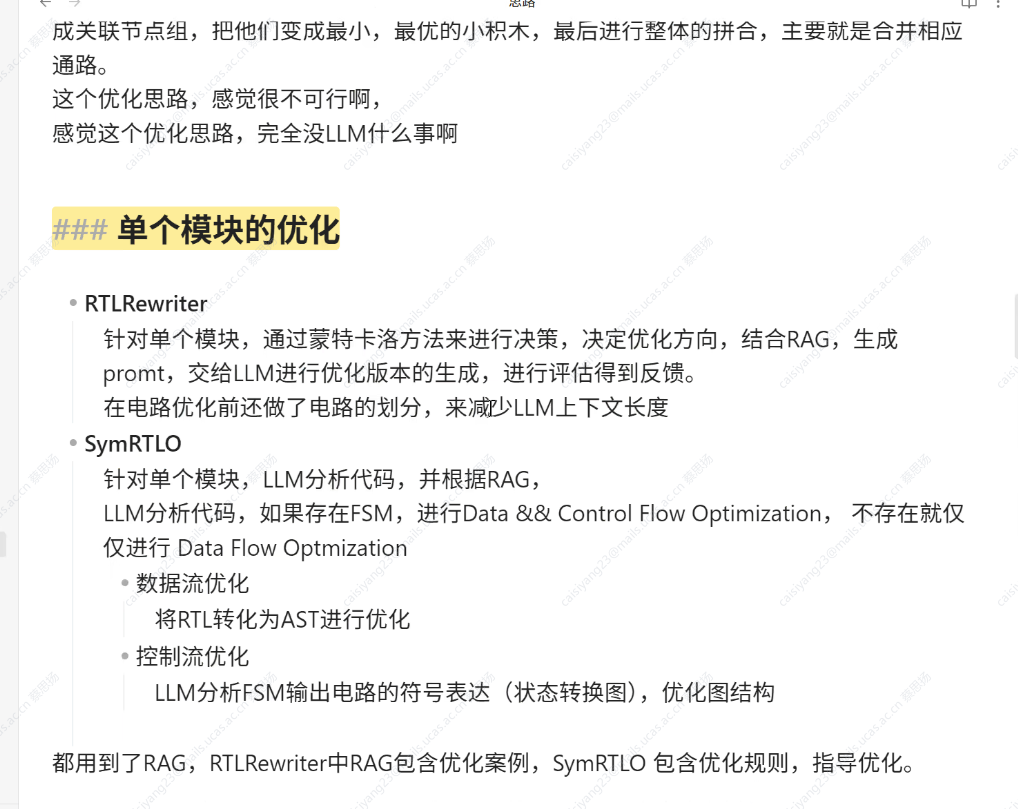 思路
成关联节点组，把他们变成最小，最优的小积木，最后进行整体的拼合，主要就是合并相应
通路。
这个优化思路，感觉很不可行啊，
感觉这个优化思路，完全没LLM什么事啊
### 单个模块的优化
RTLRewriter
针对单个模块，通过蒙特卡洛方法来进行决策，决定优化方向，结合RAG，生成
promt，交给LLM进行优化版本的生成，进行评估得到反馈。
在电路优化前还做了电路的划分，来减少LLM上下文长度
SymRTLO
针对单个模块，LLM分析代码，并根据RAG，
LLM分析代码，如果存在FSM，进行Data && Control Flow Optimization， 不存在就仅
仅进行 Data Flow Optmization
数据流优化
将RTL转化为AST进行优化
控制流优化
LLM分析FSM输出电路的符号表达（状态转换图），优化图结构
都用到了RAG，RTLRewriter中RAG包含优化案例，SymRTLO 包含优化规则，指导优化。